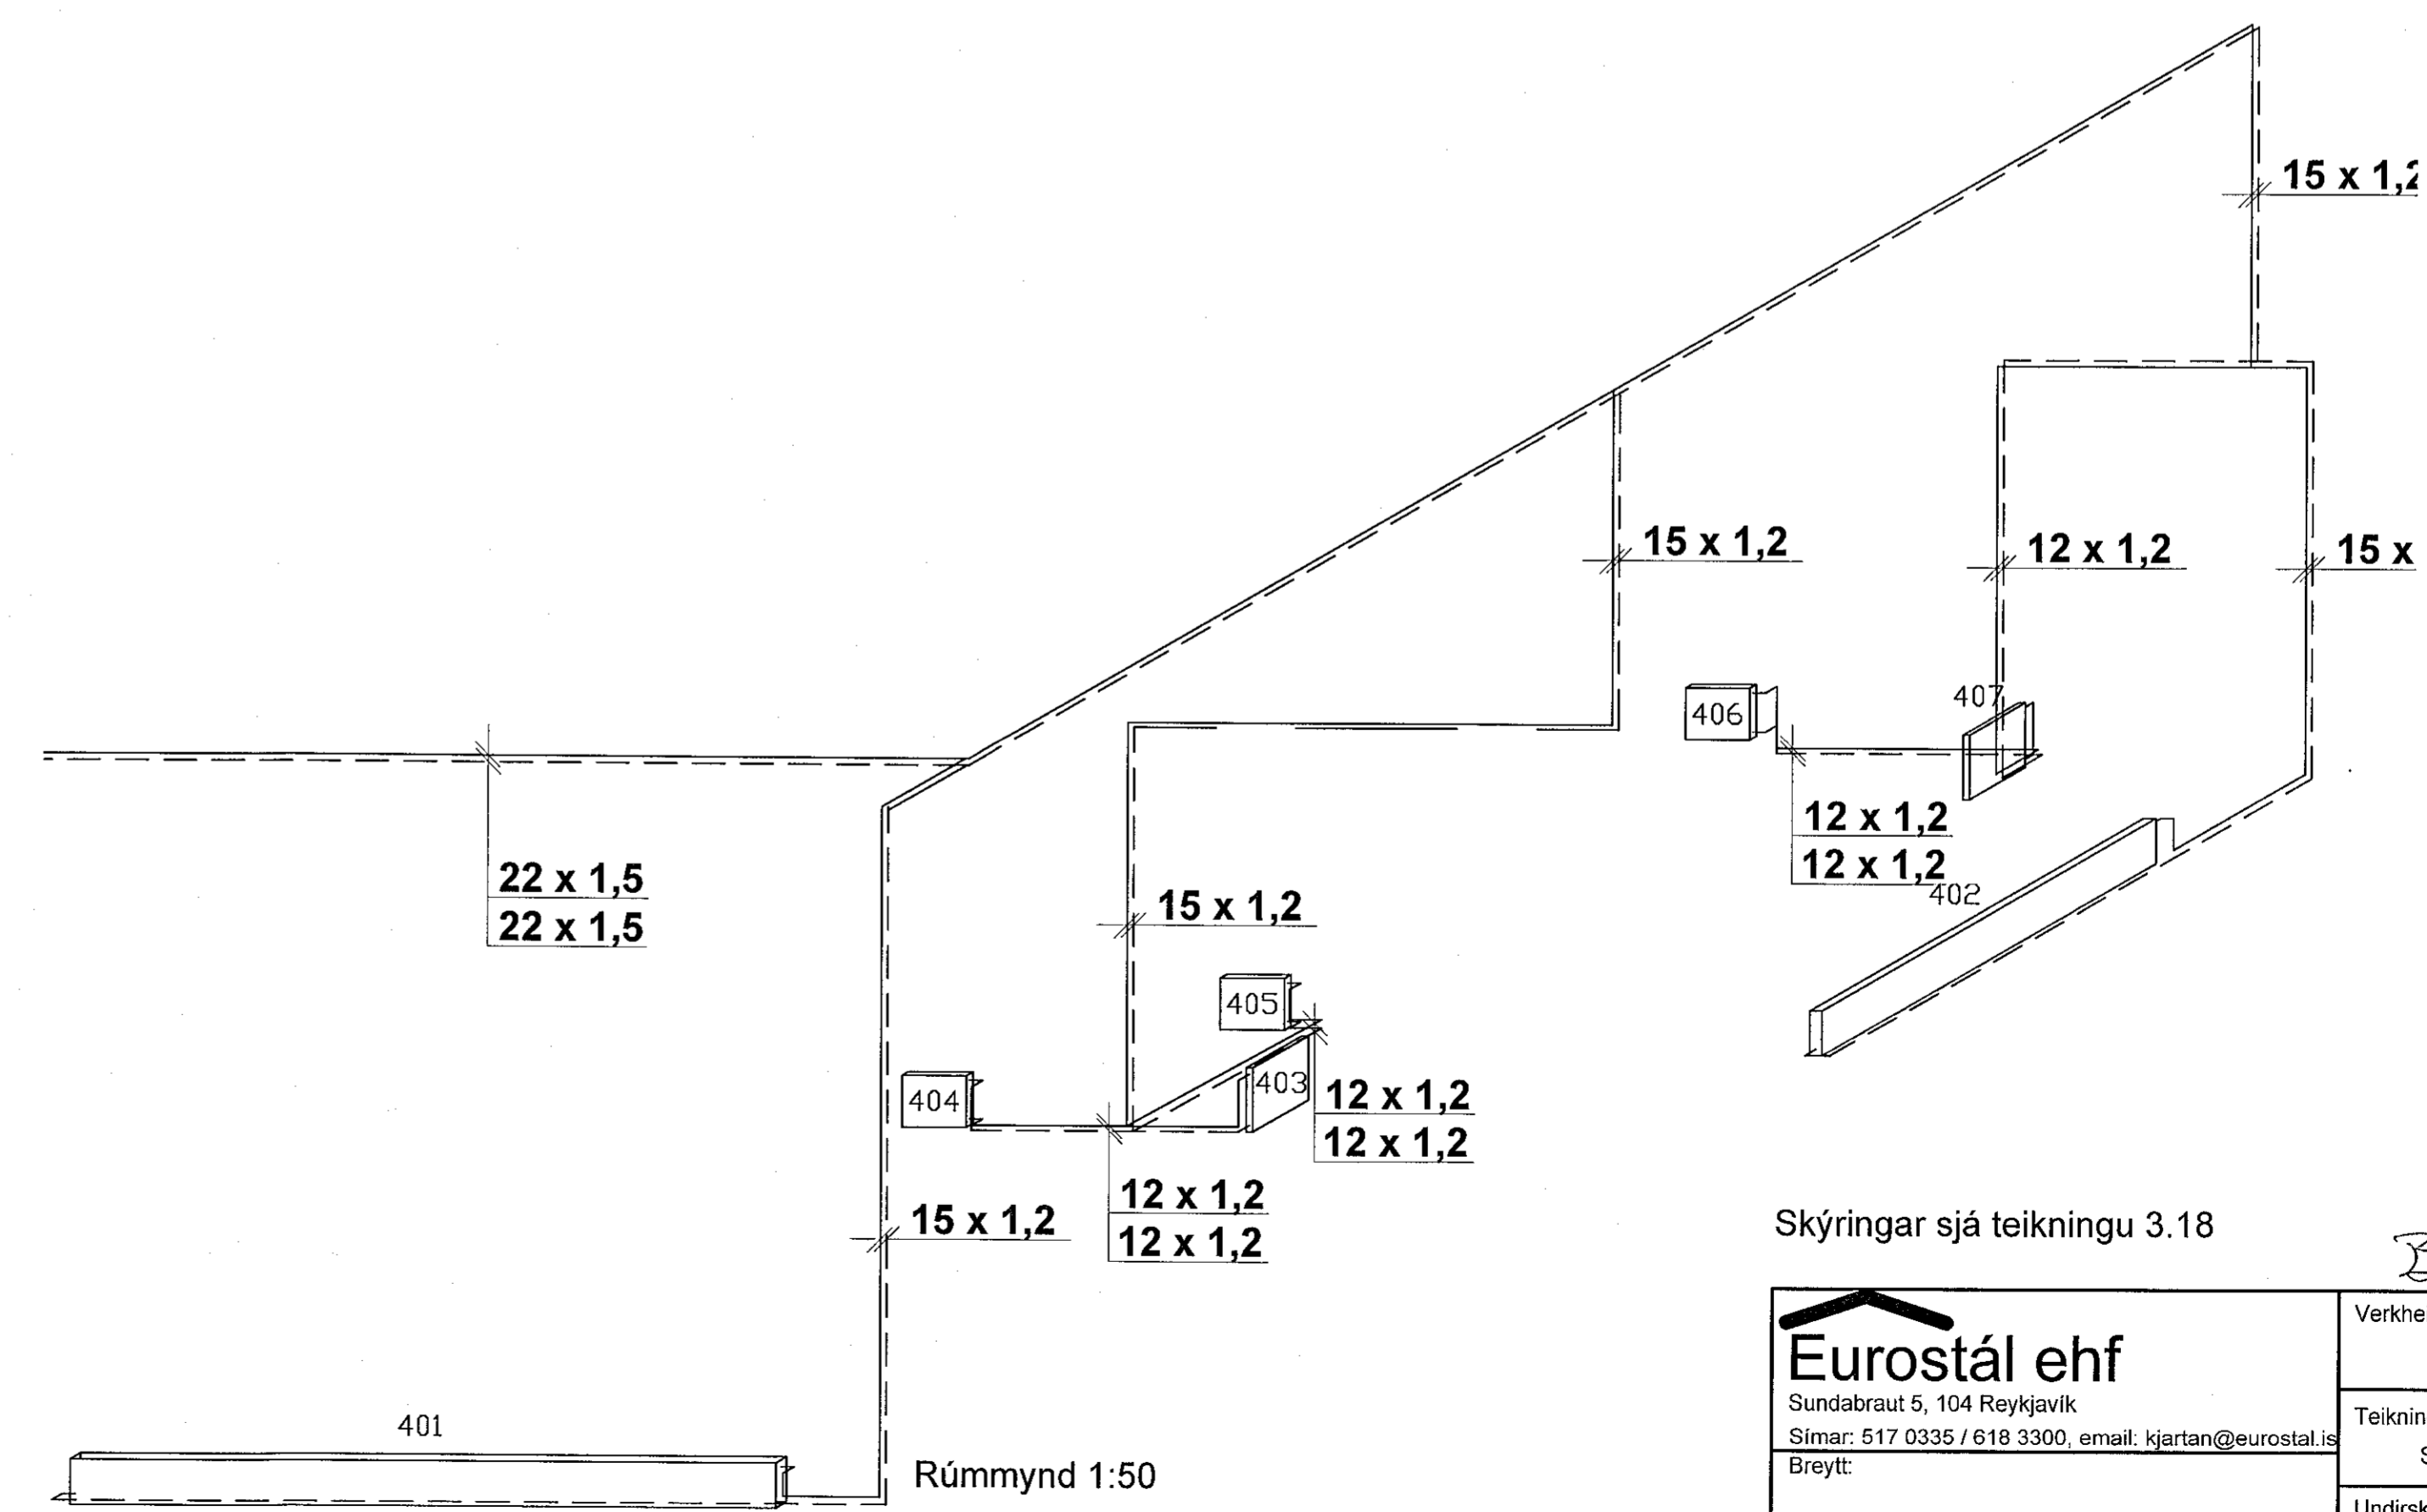 15 x 1,2
15 x 1,2
12 x 1,2
15 x
407
406
12 x 1,2
12 x 1,2
402
22 x 1,5
22 x 1,5
15 x 1,2
405
404
403
12 x 1,2
12 x 1,2
12 x 1,2
12 x 1,2
15 x 1,2
401
Rúmmynd 1:50
Skýringar sjá teikningu 3.18
Eurostál ehf
Sundabraut 5, 104 Reykjavík
Símar: 517 0335 / 618 3300, email: kjartan@eurostal.is
Breytt:
Verkhe
Teiknin
S
Undirsk